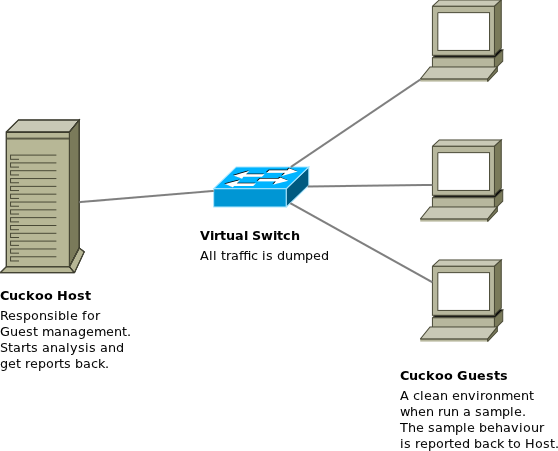 Virtual Switch
All traffic is dumped
Cuckoo Host
Responsible for
Guest management.
Starts analysis and
get reports back.
Cuckoo Guests
A clean environment
when run a sample.
The sample behaviour
is reported back to Host.